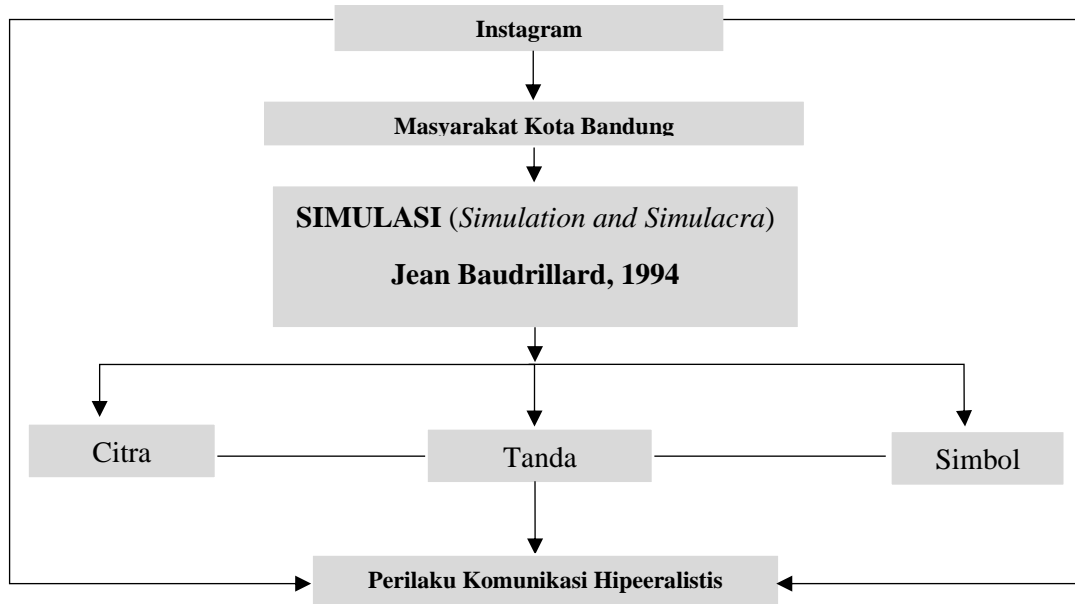 Instagram
Masyarakat Kota Bandung
SIMULASI (Simulation and Simulacra)
Jean Baudrillard, 1994
Citra
Tanda
Simbol
Perilaku Komunikasi Hipeeralistis